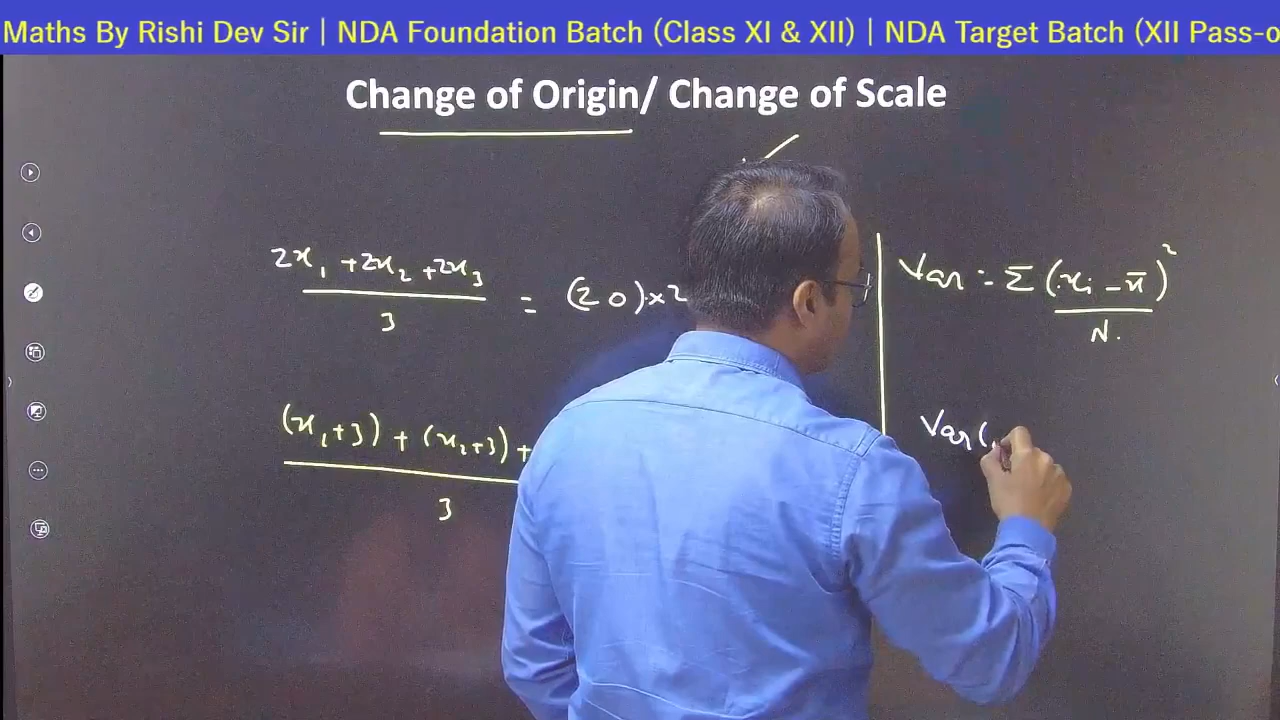 Maths By Rishi Dev Sir | NDA Foundation Batch (Class XI & XII) | NDA Target Batch (XII Pass-o
Change of Origin/ Change of Scale
2x₁ + 2x₂ + 2x₃
3
= (20) × 2
(x₁+3) + (x₂+3) +
3
Var = Σ (xᵢ - x̄)²
N.
Var(